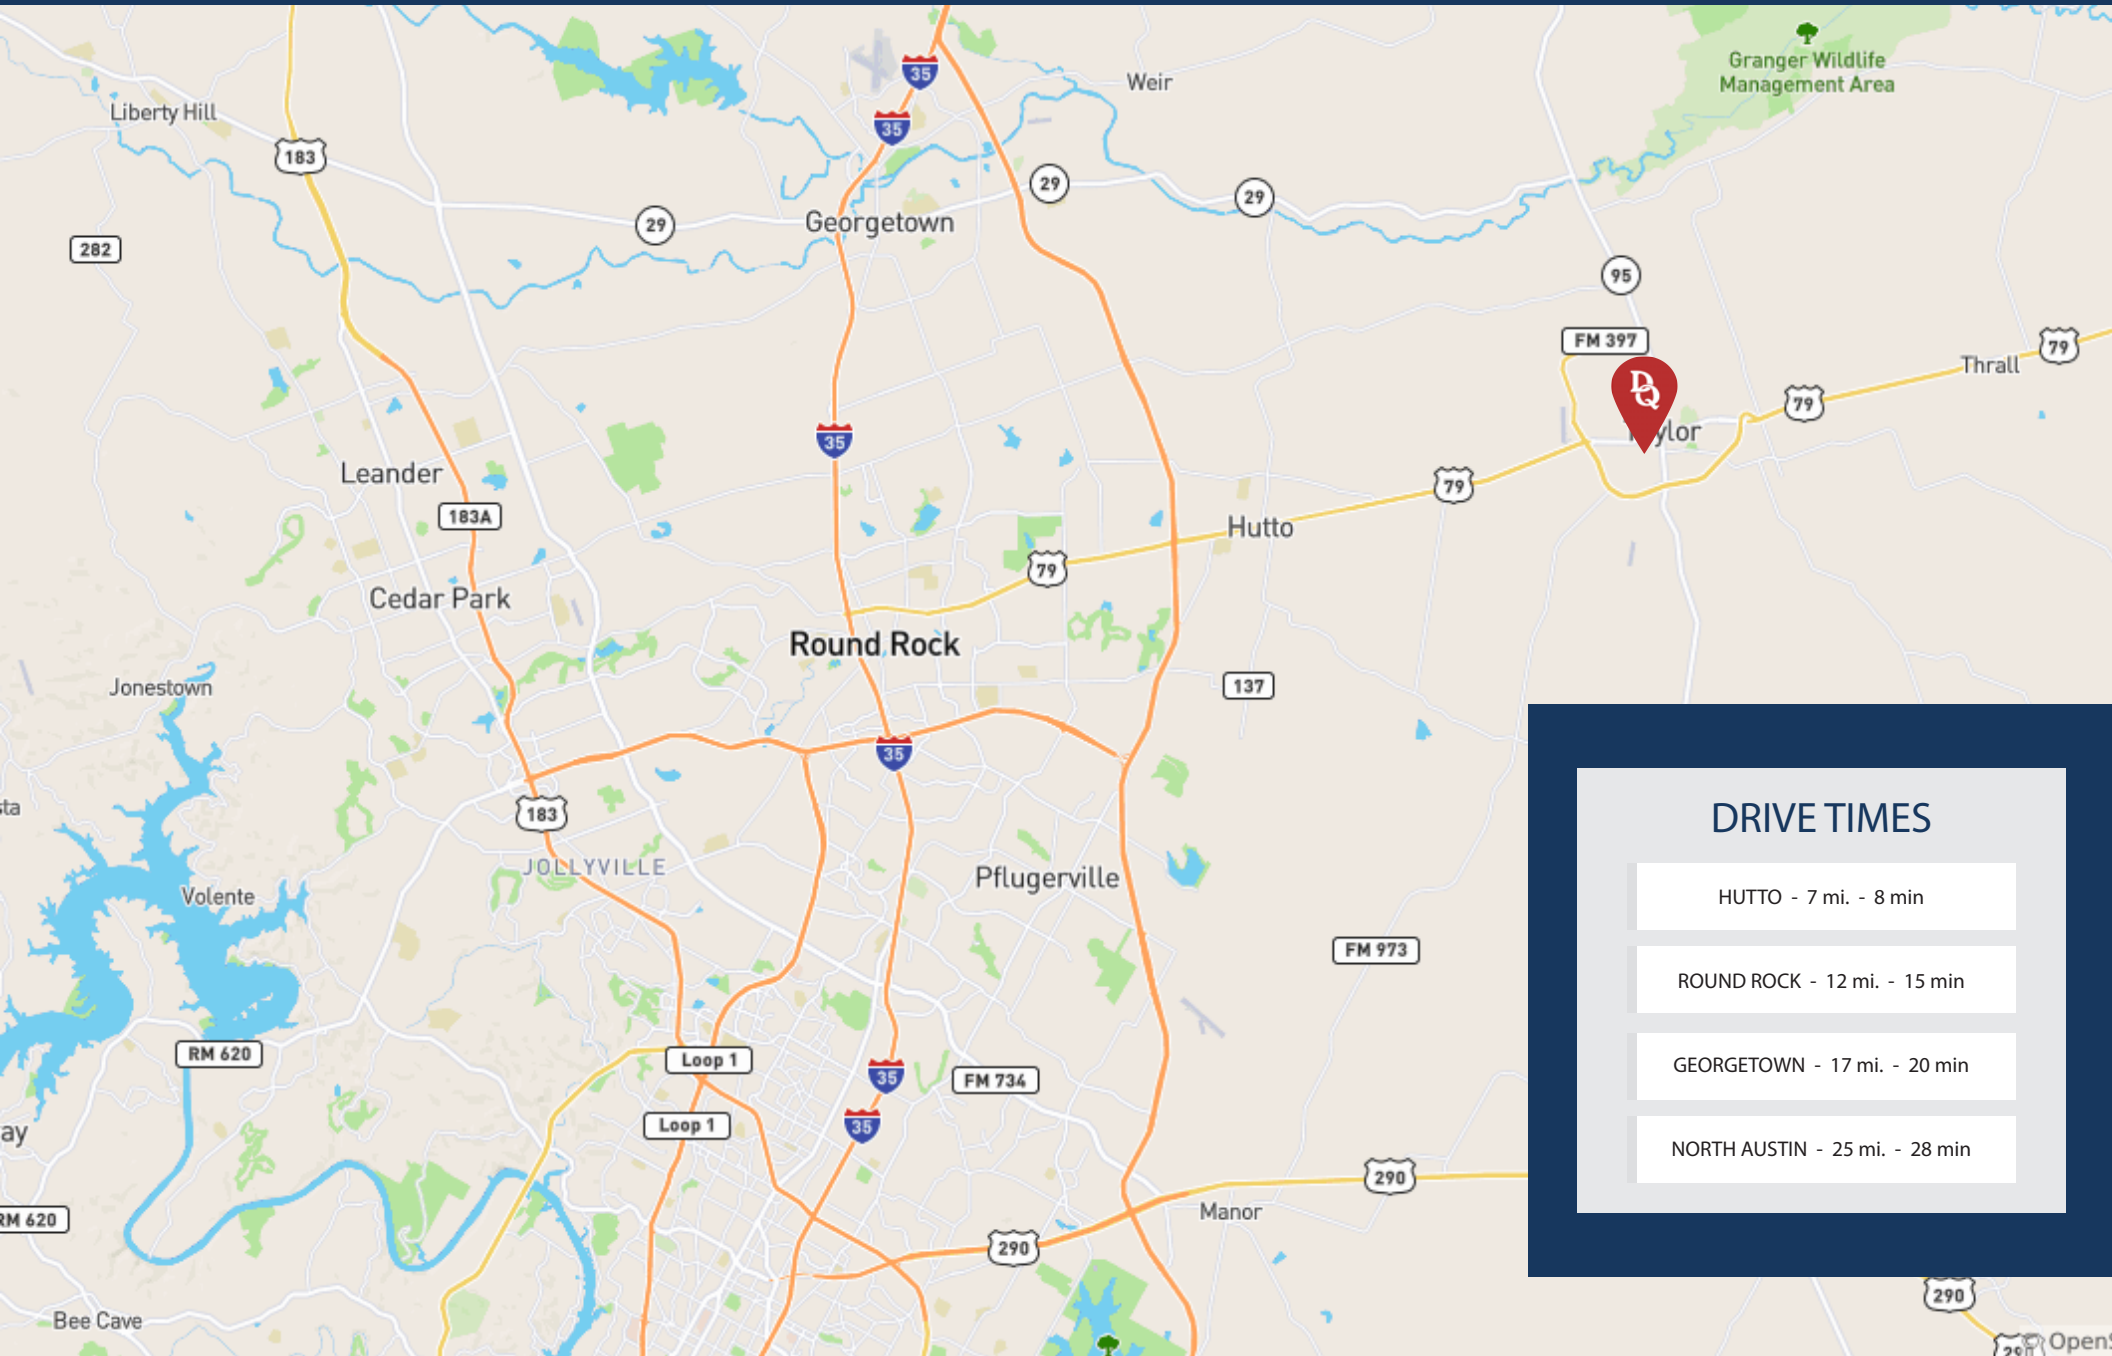 35
Weir
Granger Wildlife
Management Area
Liberty Hill
35
183
29
29
29
Georgetown
282
95
FM 397
79
Thrall
DQ
79
35
Leander
79
183A
Hutto
79
Cedar Park
Round Rock
137
Jonestown
35
sta
183
JOLLYVILLE
Pflugerville
Volente
FM 973
RM 620
Loop 1
35
FM 734
Loop 1
35
ay
290
RM 620
Manor
290
Bee Cave
DRIVE TIMES
HUTTO - 7 mi. - 8 min
ROUND ROCK - 12 mi. - 15 min
GEORGETOWN - 17 mi. - 20 min
NORTH AUSTIN - 25 mi. - 28 min
290